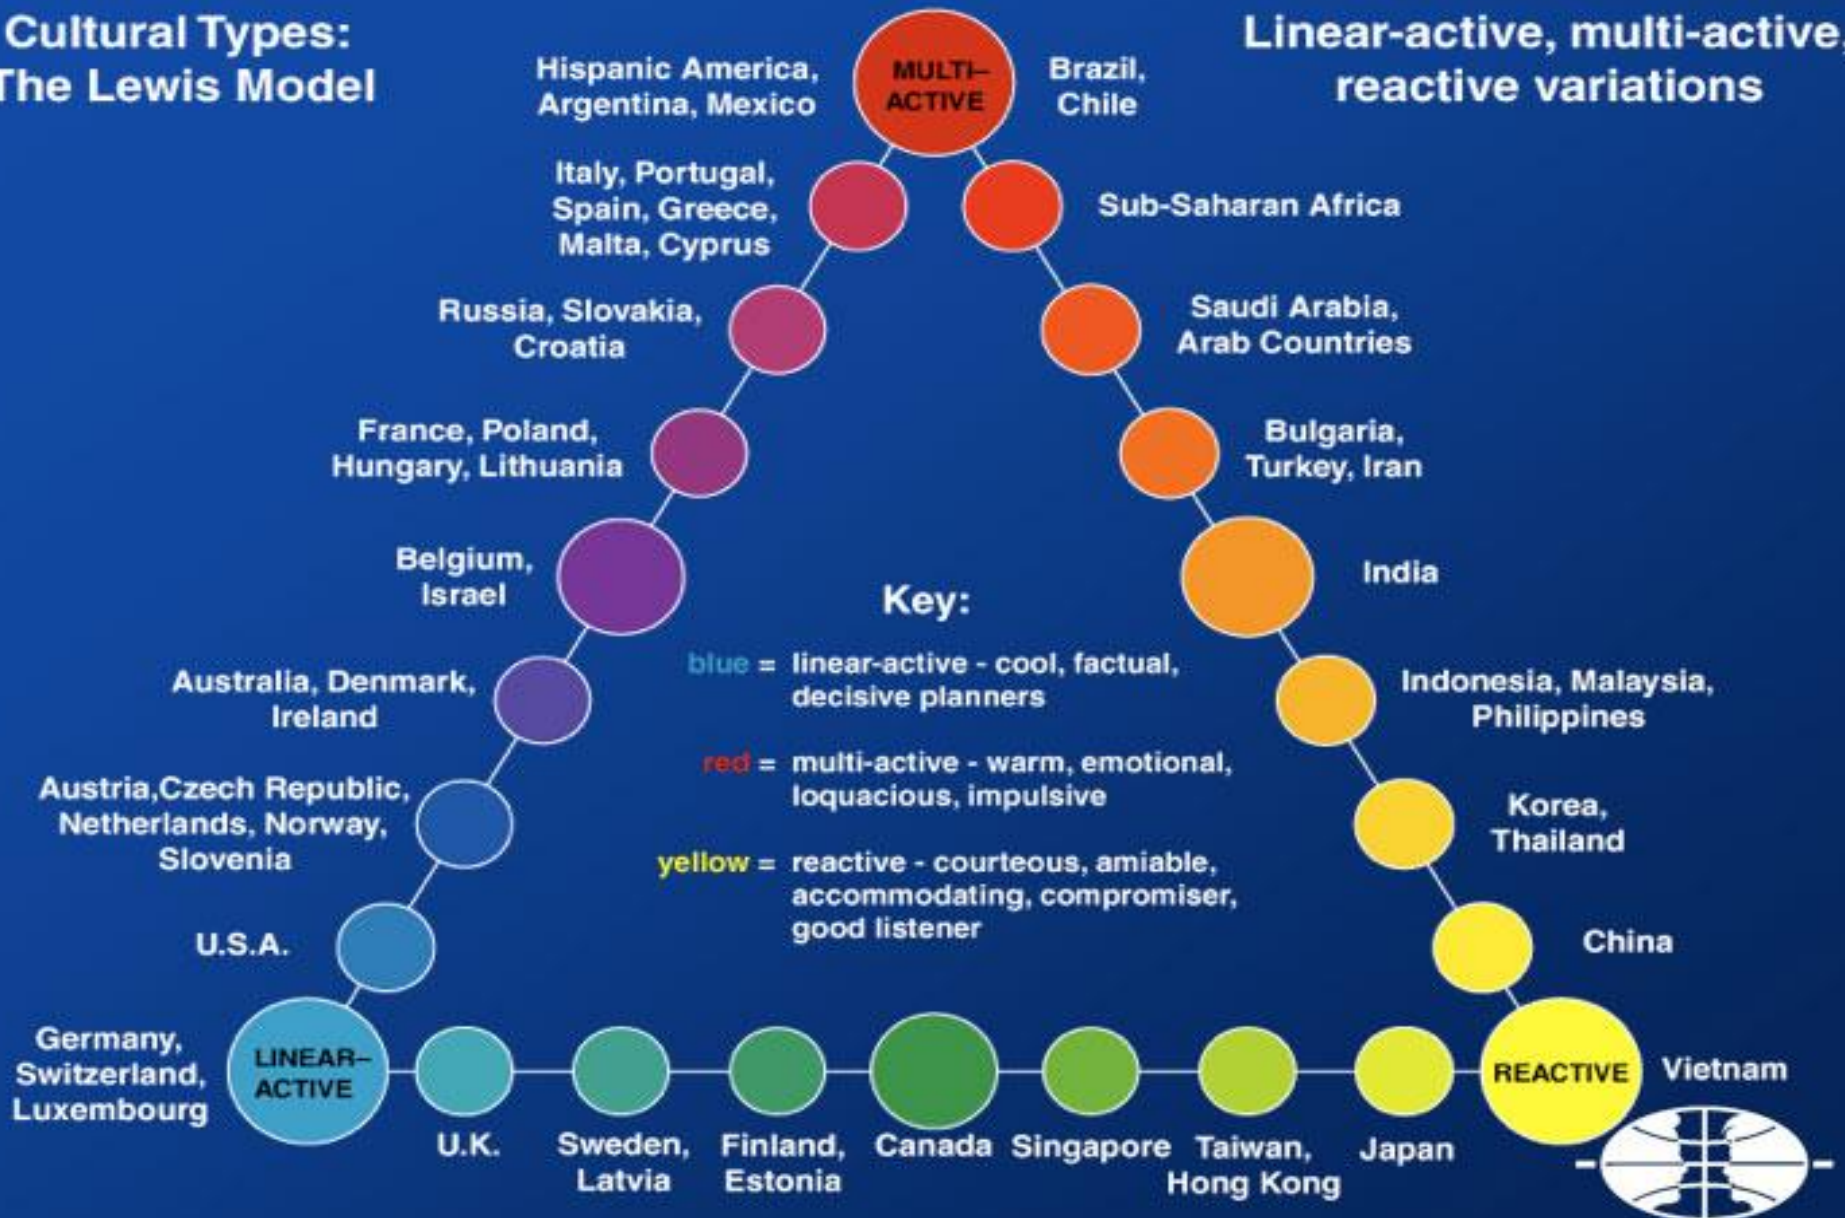 Cultural Types:
The Lewis Model
Linear-active, multi-active,
reactive variations
MULTI–
ACTIVE
Hispanic America,
Argentina, Mexico
Brazil,
Chile
Italy, Portugal,
Spain, Greece,
Malta, Cyprus
Sub-Saharan Africa
Russia, Slovakia,
Croatia
Saudi Arabia,
Arab Countries
France, Poland,
Hungary, Lithuania
Bulgaria,
Turkey, Iran
Belgium,
Israel
India
Key:
blue = linear-active - cool, factual,
decisive planners
red = multi-active - warm, emotional,
loquacious, impulsive
yellow = reactive - courteous, amiable,
accommodating, compromiser,
good listener
Australia, Denmark,
Ireland
Indonesia, Malaysia,
Philippines
Austria,Czech Republic,
Netherlands, Norway,
Slovenia
Korea,
Thailand
U.S.A.
China
Germany,
Switzerland,
Luxembourg
LINEAR–
ACTIVE
REACTIVE
Vietnam
U.K.
Sweden,
Latvia
Finland,
Estonia
Canada
Singapore
Taiwan,
Hong Kong
Japan